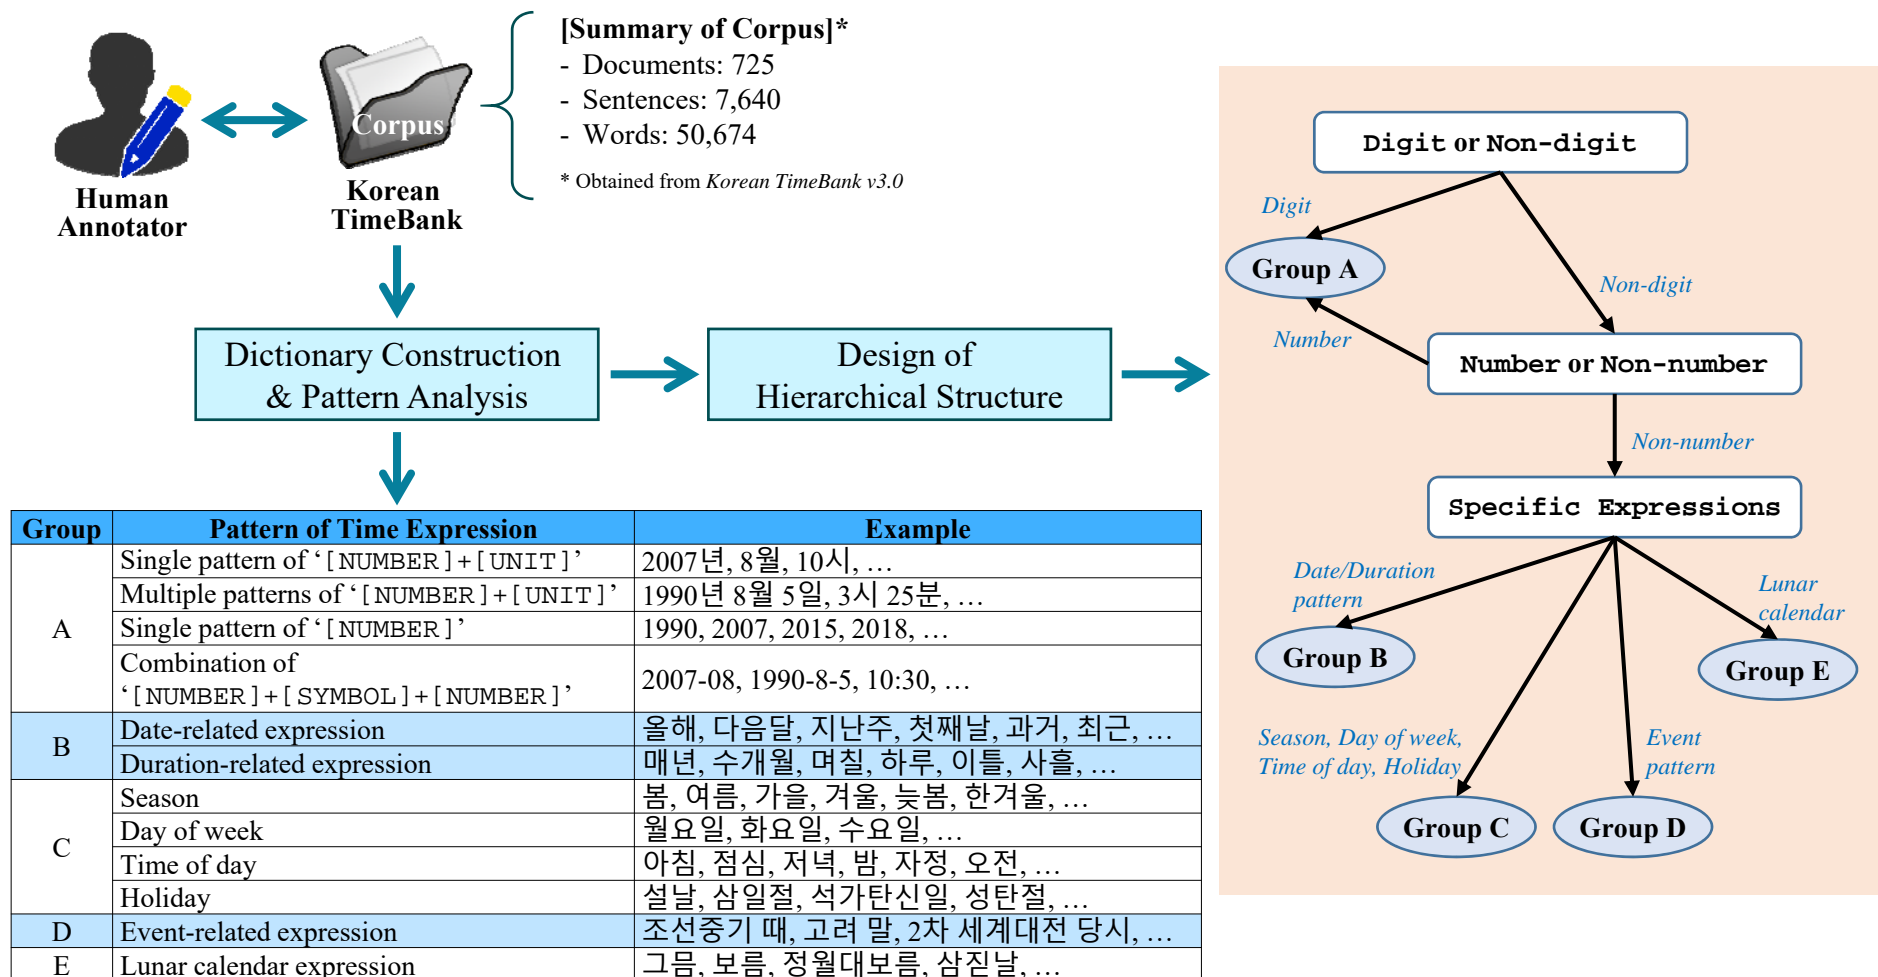 [Summary of Corpus]*
- Documents: 725
- Sentences: 7,640
- Words: 50,674
* Obtained from Korean TimeBank v3.0
Corpus
Human
Annotator
Korean
TimeBank
Dictionary Construction
& Pattern Analysis
Design of
Hierarchical Structure
Group Pattern of Time Expression Example
A
Single pattern of ‘[NUMBER]+[UNIT]’ 2007년, 8월, 10시, …
Multiple patterns of ‘[NUMBER]+[UNIT]’ 1990년 8월 5일, 3시 25분, …
Single pattern of ‘[NUMBER]’ 1990, 2007, 2015, 2018, …
Combination of
‘[NUMBER]+[SYMBOL]+[NUMBER]’ 2007-08, 1990-8-5, 10:30, …
B
Date-related expression 올해, 다음달, 지난주, 첫째날, 과거, 최근, …
Duration-related expression 매년, 수개월, 며칠, 하루, 이틀, 사흘, …
C
Season 봄, 여름, 가을, 겨울, 늦봄, 한겨울, …
Day of week 월요일, 화요일, 수요일, …
Time of day 아침, 점심, 저녁, 밤, 자정, 오전, …
Holiday 설날, 삼일절, 석가탄신일, 성탄절, …
D Event-related expression 조선중기 때, 고려 말, 2차 세계대전 당시, …
E Lunar calendar expression 그믐, 보름, 정월대보름, 삼짇날, …
Digit or Non-digit
Digit
Group A
Non-digit
Number
Number or Non-number
Non-number
Specific Expressions
Date/Duration
pattern
Lunar
calendar
Group B
Group E
Season, Day of week,
Time of day, Holiday
Event
pattern
Group C
Group D